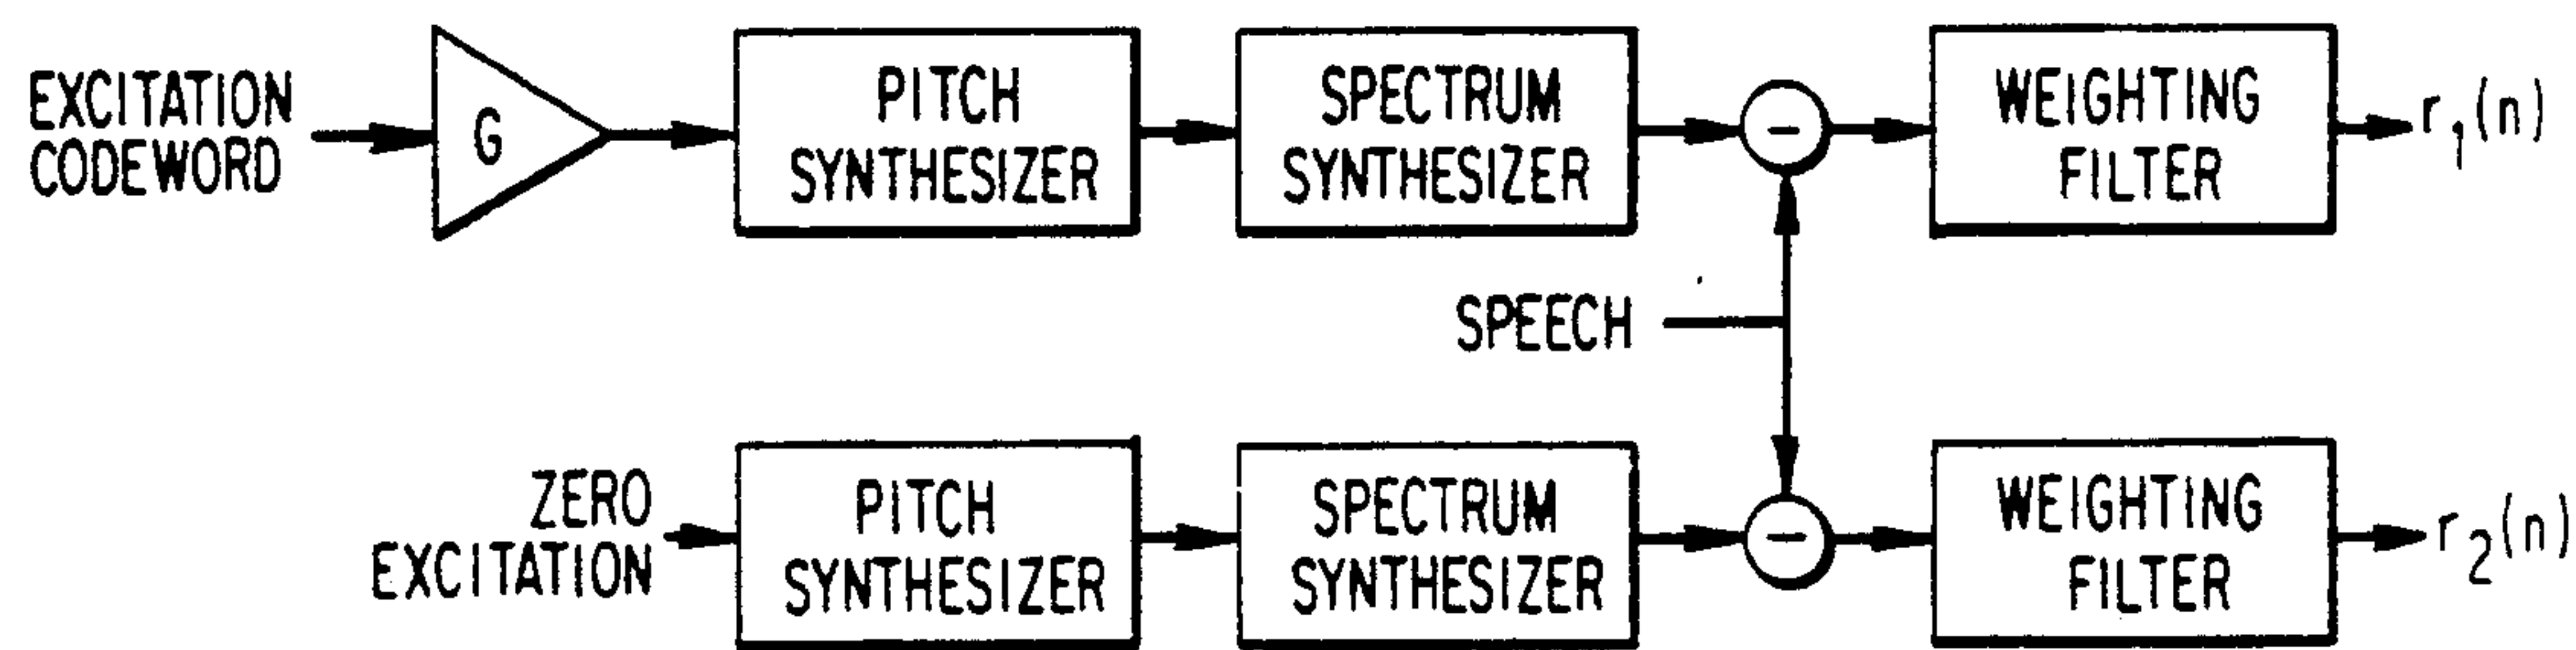 EXCITATION
CODEWORD
G
PITCH
SYNTHESIZER
SPECTRUM
SYNTHESIZER
−
WEIGHTING
FILTER
r₁(n)
SPEECH
ZERO
EXCITATION
PITCH
SYNTHESIZER
SPECTRUM
SYNTHESIZER
−
WEIGHTING
FILTER
r₂(n)